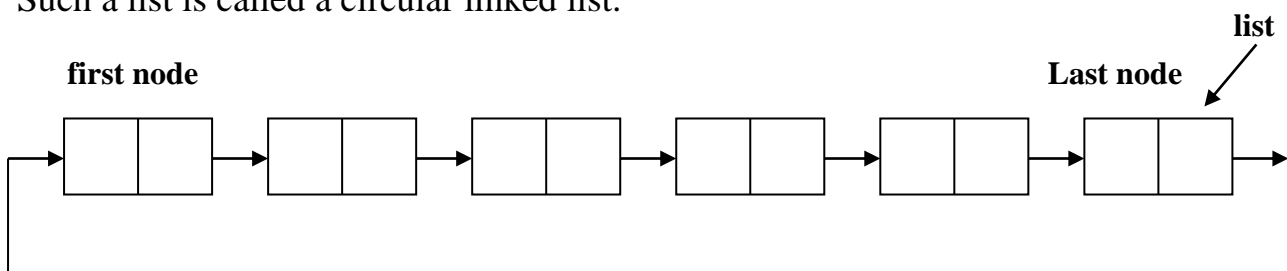 Such a list is called a circular linked list.
list
first node
Last node